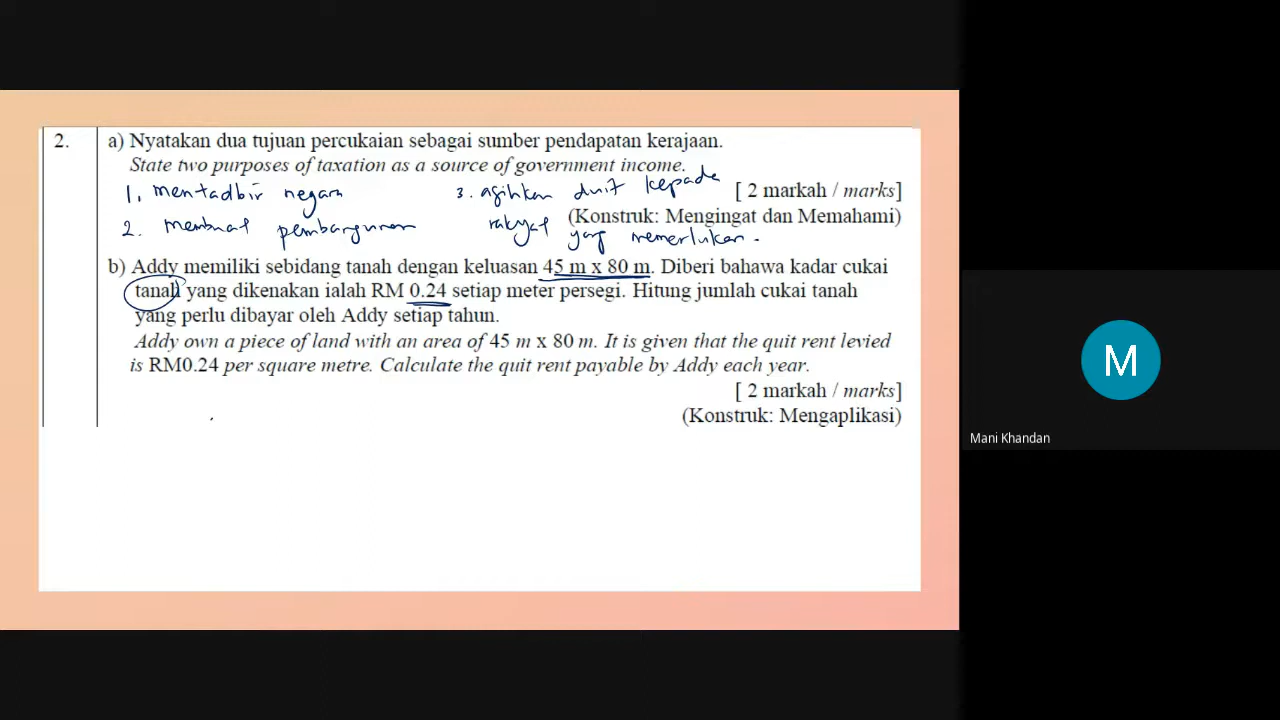 2.
a) Nyatakan dua tujuan percukaian sebagai sumber pendapatan kerajaan.
State two purposes of taxation as a source of government income.
1. mentadbir negara
3. agihkan duit kepada
[ 2 markah / marks]
(Konstruk: Mengingat dan Memahami)
2. membuat pembangunan
rakyat yang memerlukan.
b) Addy memiliki sebidang tanah dengan keluasan 45 m x 80 m. Diberi bahawa kadar cukai
tanah yang dikenakan ialah RM 0.24 setiap meter persegi. Hitung jumlah cukai tanah
yang perlu dibayar oleh Addy setiap tahun.
Addy own a piece of land with an area of 45 m x 80 m. It is given that the quit rent levied
is RM0.24 per square metre. Calculate the quit rent payable by Addy each year.
[ 2 markah / marks]
(Konstruk: Mengaplikasi)
M
Mani Khandan